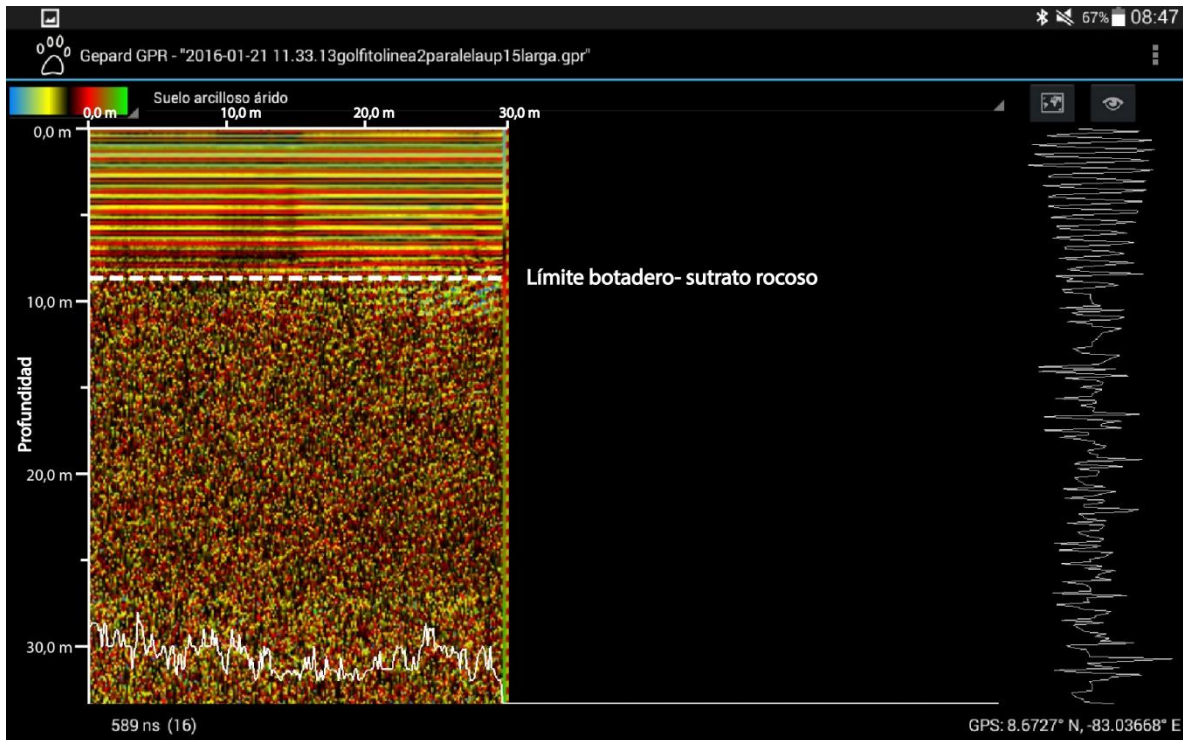 67% 08:47
Gepard GPR - "2016-01-21 11.33.13golfitolinea2paralelaup15larga.gpr"
Suelo arcilloso árido
0,0 m 10,0 m 20,0 m 30,0 m
0,0 m
Límite botadero- sutrato rocoso
10,0 m
Profundidad
20,0 m
30,0 m
589 ns (16)
GPS: 8.5727° N, -83.03668° E